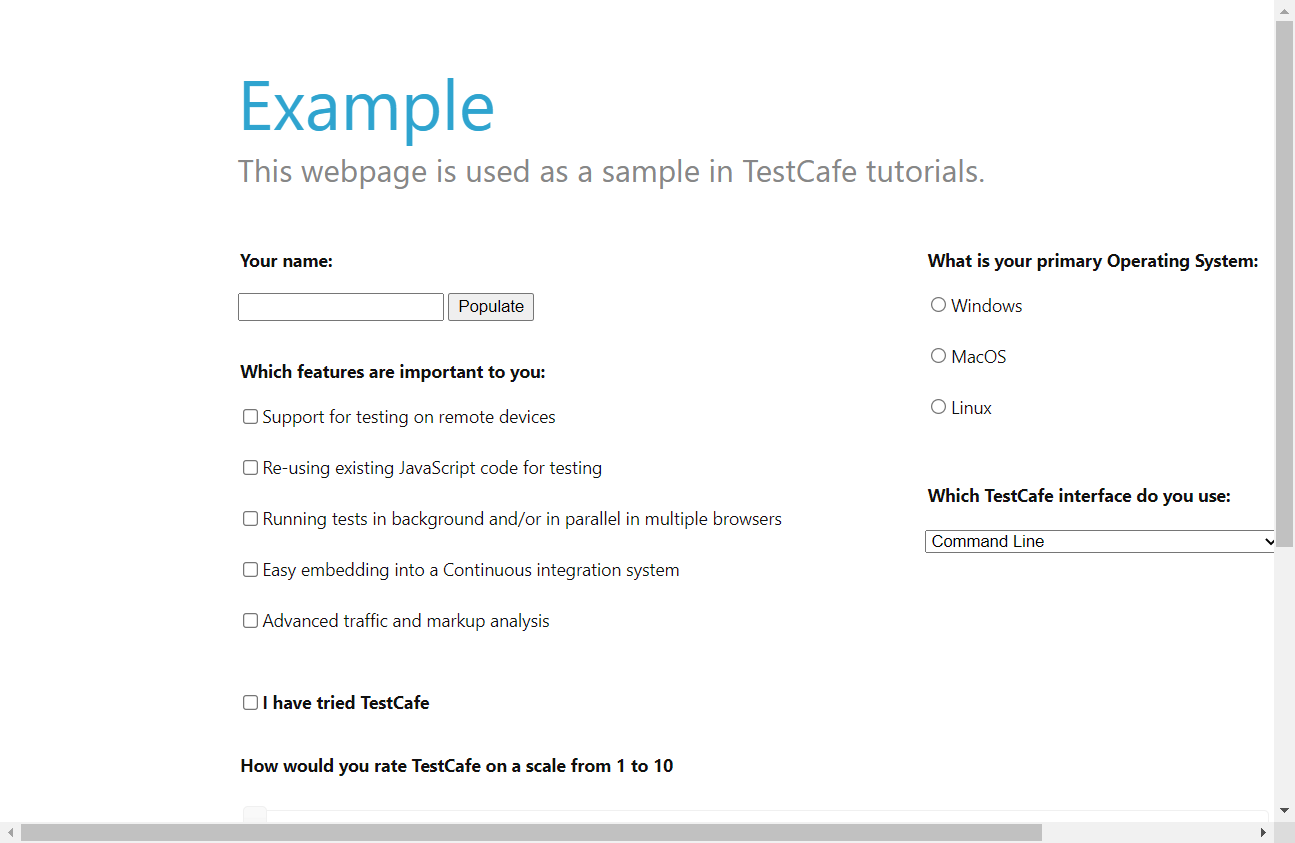 Example
This webpage is used as a sample in TestCafe tutorials.
Your name:
Populate
Which features are important to you:
Support for testing on remote devices
Re-using existing JavaScript code for testing
Running tests in background and/or in parallel in multiple browsers
Easy embedding into a Continuous integration system
Advanced traffic and markup analysis
I have tried TestCafe
How would you rate TestCafe on a scale from 1 to 10
What is your primary Operating System:
Windows
MacOS
Linux
Which TestCafe interface do you use:
Command Line